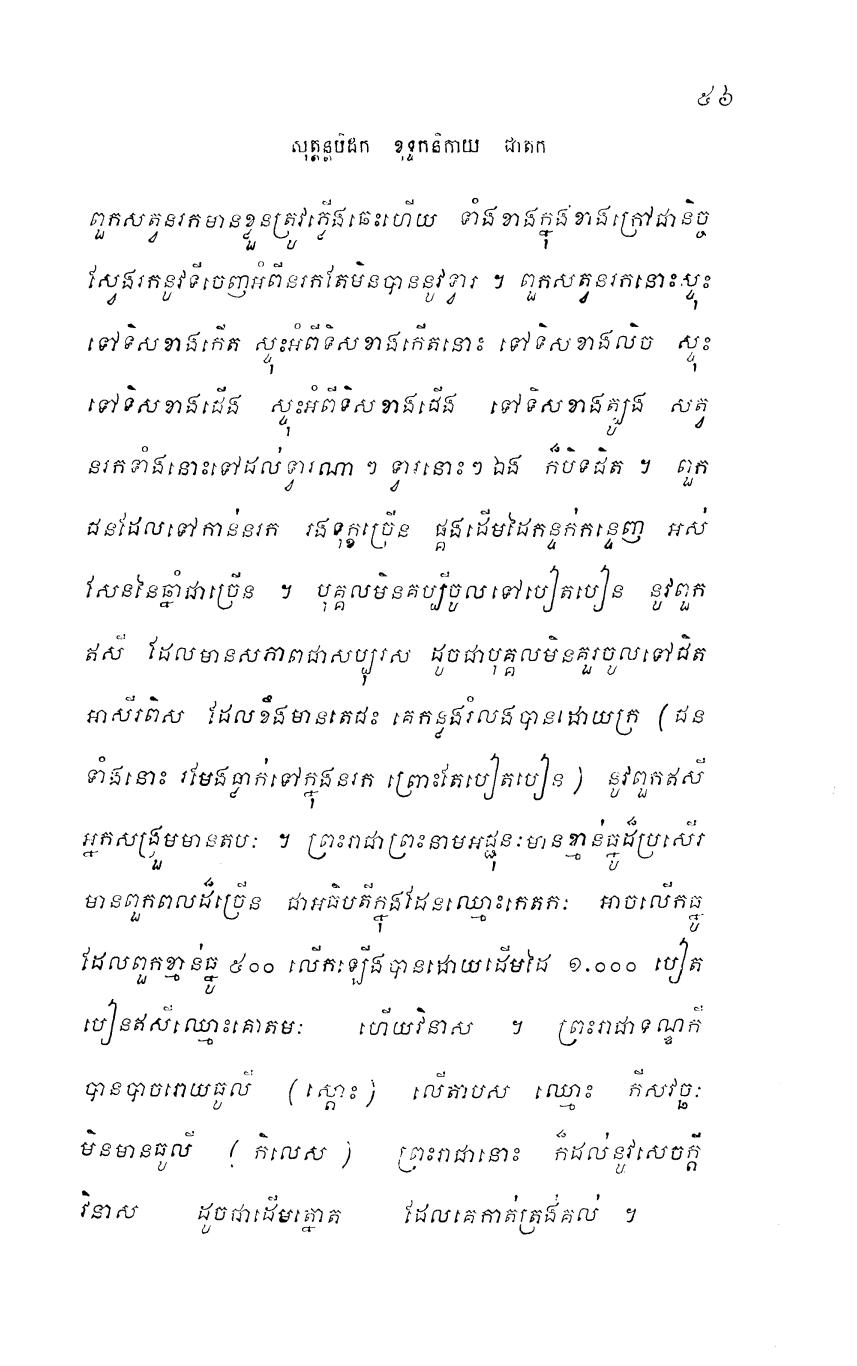 ៥៦
សុត្តន្តបិដក ខុទ្ទកនិកាយ ជាតក
ពួកសត្វនរកមានខ្លួនត្រូវភ្លើងឆេះហើយ ទាំងខាងក្នុងខាងក្រៅជានិច្ច
ស្វែងរកនូវទីចេញអំពីនរកតែមិនបាននូវទ្វារ ។ ពួកសត្វនរកនោះស្ទុះ
ទៅទិសខាងកើត ស្ទុះអំពីទិសខាងកើតនោះ ទៅទិសខាងលិច ស្ទុះ
ទៅទិសខាងជើង ស្ទុះអំពីទិសខាងជើង ទៅទិសខាងត្បូង សត្វ
នរកទាំងនោះទៅដល់ទ្វារណា ៗ ទ្វារនោះ ៗ ឯង ក៏បិទជិត ។ ពួក
ជនដែលទៅកាន់នរក រងទុក្ខច្រើន ផ្គងដើមដៃកន្ទក់កន្ទេញ អស់
សែននៃឆ្នាំជាច្រើន ។ បុគ្គលមិនគប្បីចូលទៅបៀតបៀន នូវពួក
ឥសី ដែលមានសភាពជាសប្បុរស ដូចជាបុគ្គលមិនគួរចូលទៅជិត
អាសីរពិស ដែលខឹងមានតេជះ គេកន្លងរំលងបានដោយក្រ (ជន
ទាំងនោះ រមែងធ្លាក់ទៅក្នុងនរក ព្រោះតែបៀតបៀន) នូវពួកឥសី
អ្នកសង្រួមមានតបៈ ។ ព្រះរាជាព្រះនាមអជ្ជុនៈមានខ្មាន់ធ្នូដ៏ប្រសើរ
មានពួកពលដ៏ច្រើន ជាអធិបតីក្នុងដែនឈ្មោះកេតកៈ អាចលើកធ្នូ
ដែលពួកខ្មាន់ធ្នូ ៥០០ លើកឡើងបានដោយដើមដៃ ១.០០០ បៀត
បៀនឥសីឈ្មោះគោតមៈ ហើយវិនាស ។ ព្រះរាជាទណ្ឌកី
បានបាចរោយធូលី (ស្តោះ) លើតាបស ឈ្មោះ កីសវច្ឆៈ
មិនមានធូលី ( កិលេស ) ព្រះរាជានោះ ក៏ដល់នូវសេចក្តី
វិនាស ដូចជាដើមត្នោត ដែលគេកាត់ត្រង់គល់ ។